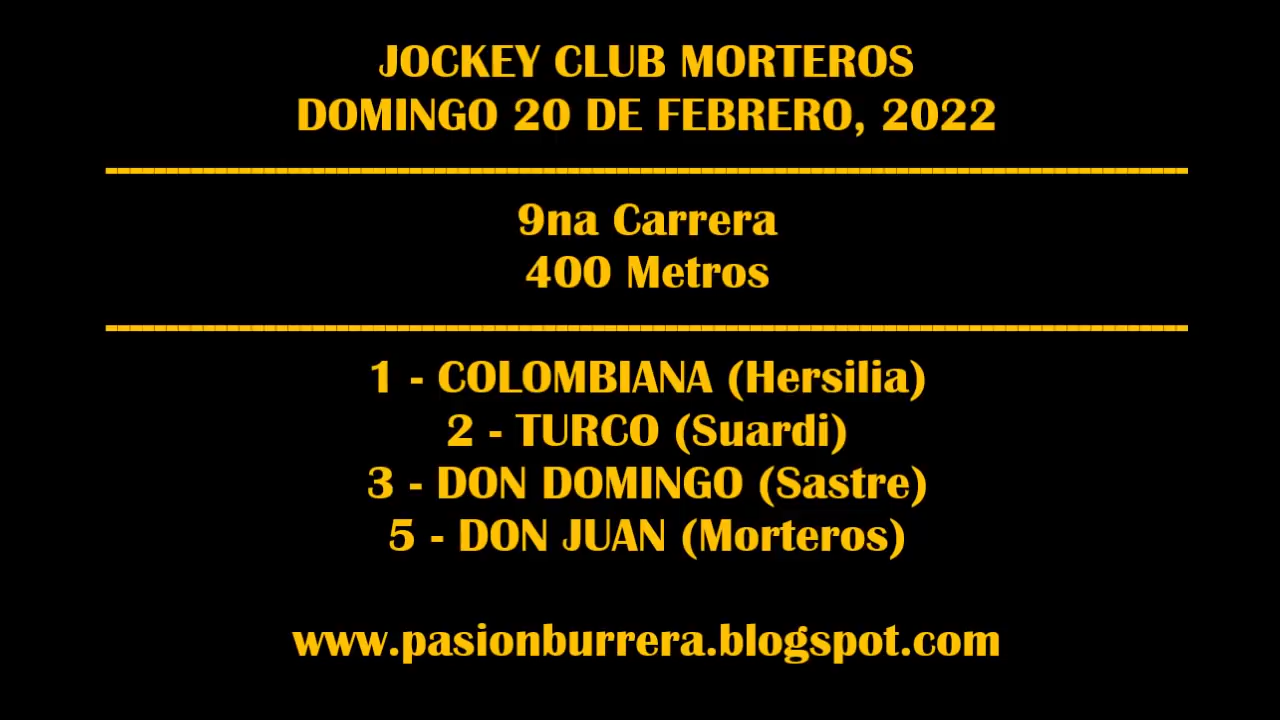 JOCKEY CLUB MORTEROS
DOMINGO 20 DE FEBRERO, 2022
9na Carrera
400 Metros
1 - COLOMBIANA (Hersilia)
2 - TURCO (Suardi)
3 - DON DOMINGO (Sastre)
5 - DON JUAN (Morteros)
www.pasionburrera.blogspot.com